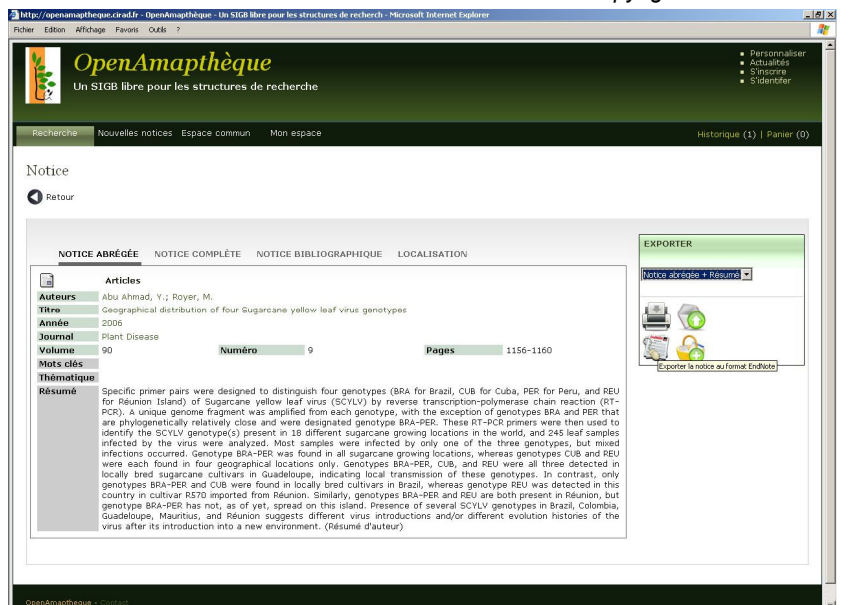 http://openamaptheque.cirad.fr - OpenAmapthèque - Un SIGB libre pour les structures de recherch - Microsoft Internet Explorer
Fichier Edition Affichage Favoris Outils ?
OpenAmapthèque
Un SIGB libre pour les structures de recherche
Personnaliser
Actualités
S'inscrire
S'identifer
Recherche Nouvelles notices Espace commun Mon espace Historique (1) | Panier (0)
Notice
Retour
NOTICE ABRÉGÉE NOTICE COMPLÈTE NOTICE BIBLIOGRAPHIQUE LOCALISATION
Articles
Auteurs Abu Ahmad, Y.; Royer, M.
Titre Geographical distribution of four Sugarcane yellow leaf virus genotypes
Année 2006
Journal Plant Disease
Volume 90 Numéro 9 Pages 1156-1160
Mots clés
Thématique
Résumé Specific primer pairs were designed to distinguish four genotypes (BRA for Brazil, CUB for Cuba, PER for Peru, and REU
for Réunion Island) of Sugarcane yellow leaf virus (SCYLV) by reverse transcription-polymerase chain reaction (RT-
PCR). A unique genome fragment was amplified from each genotype, with the exception of genotypes BRA and PER that
are phylogenetically relatively close and were designated genotype BRA-PER. These RT-PCR primers were then used to
identify the SCYLV genotype(s) present in 18 different sugarcane growing locations in the world, and 245 leaf samples
infected by the virus were analyzed. Most samples were infected by only one of the three genotypes, but mixed
infections occurred. Genotype BRA-PER was found in all sugarcane growing locations, whereas genotypes CUB and REU
were each found in four geographical locations only. Genotypes BRA-PER, CUB, and REU were all three detected in
locally bred sugarcane cultivars in Guadeloupe, indicating local transmission of these genotypes. In contrast, only
genotypes BRA-PER and CUB were found in locally bred cultivars in Brazil, whereas genotype REU was detected in this
country in cultivar R570 imported from Réunion. Similarly, genotypes BRA-PER and REU are both present in Réunion, but
genotype BRA-PER has not, as of yet, spread on this island. Presence of several SCYLV genotypes in Brazil, Colombia,
Guadeloupe, Mauritius, and Réunion suggests different virus introductions and/or different evolution histories of the
virus after its introduction into a new environment. (Résumé d'auteur)
EXPORTER
Notice abrégée + Résumé
Exporter la notice au format EndNote
OpenAmaptheque - Contact